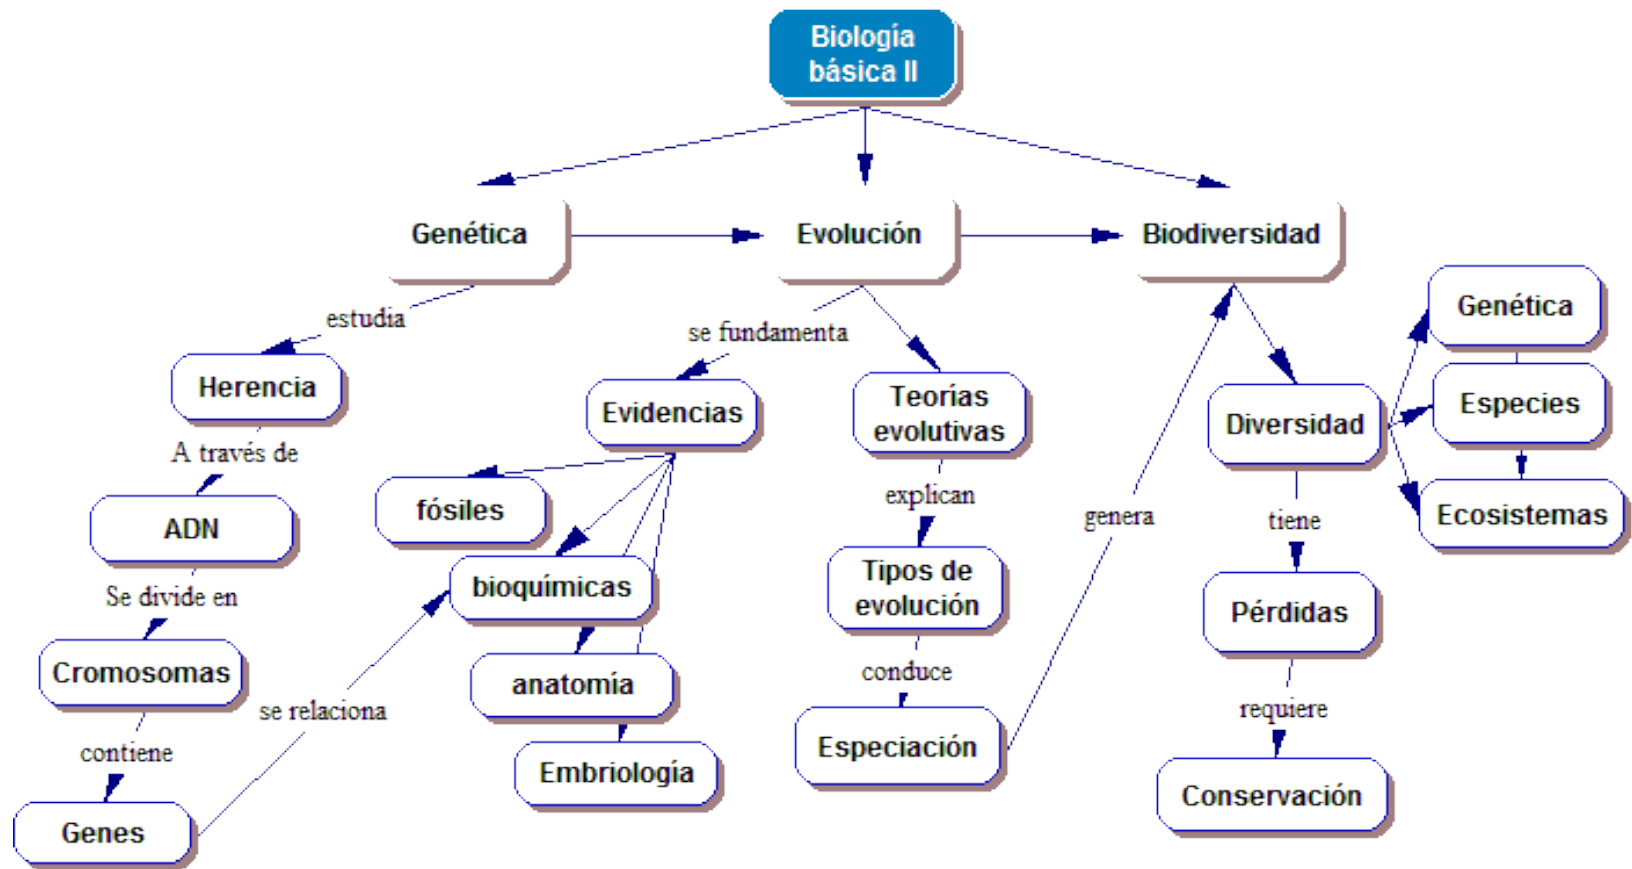 Biología
básica II
Genética
Evolución
Biodiversidad
estudia
se fundamenta
Genética
Herencia
Evidencias
Teorías
evolutivas
Diversidad
Especies
A través de
fósiles
explican
genera
tiene
Ecosistemas
ADN
bioquímicas
Tipos de
evolución
Pérdidas
Se divide en
Cromosomas
anatomía
conduce
se relaciona
requiere
contiene
Embriología
Especiación
Conservación
Genes